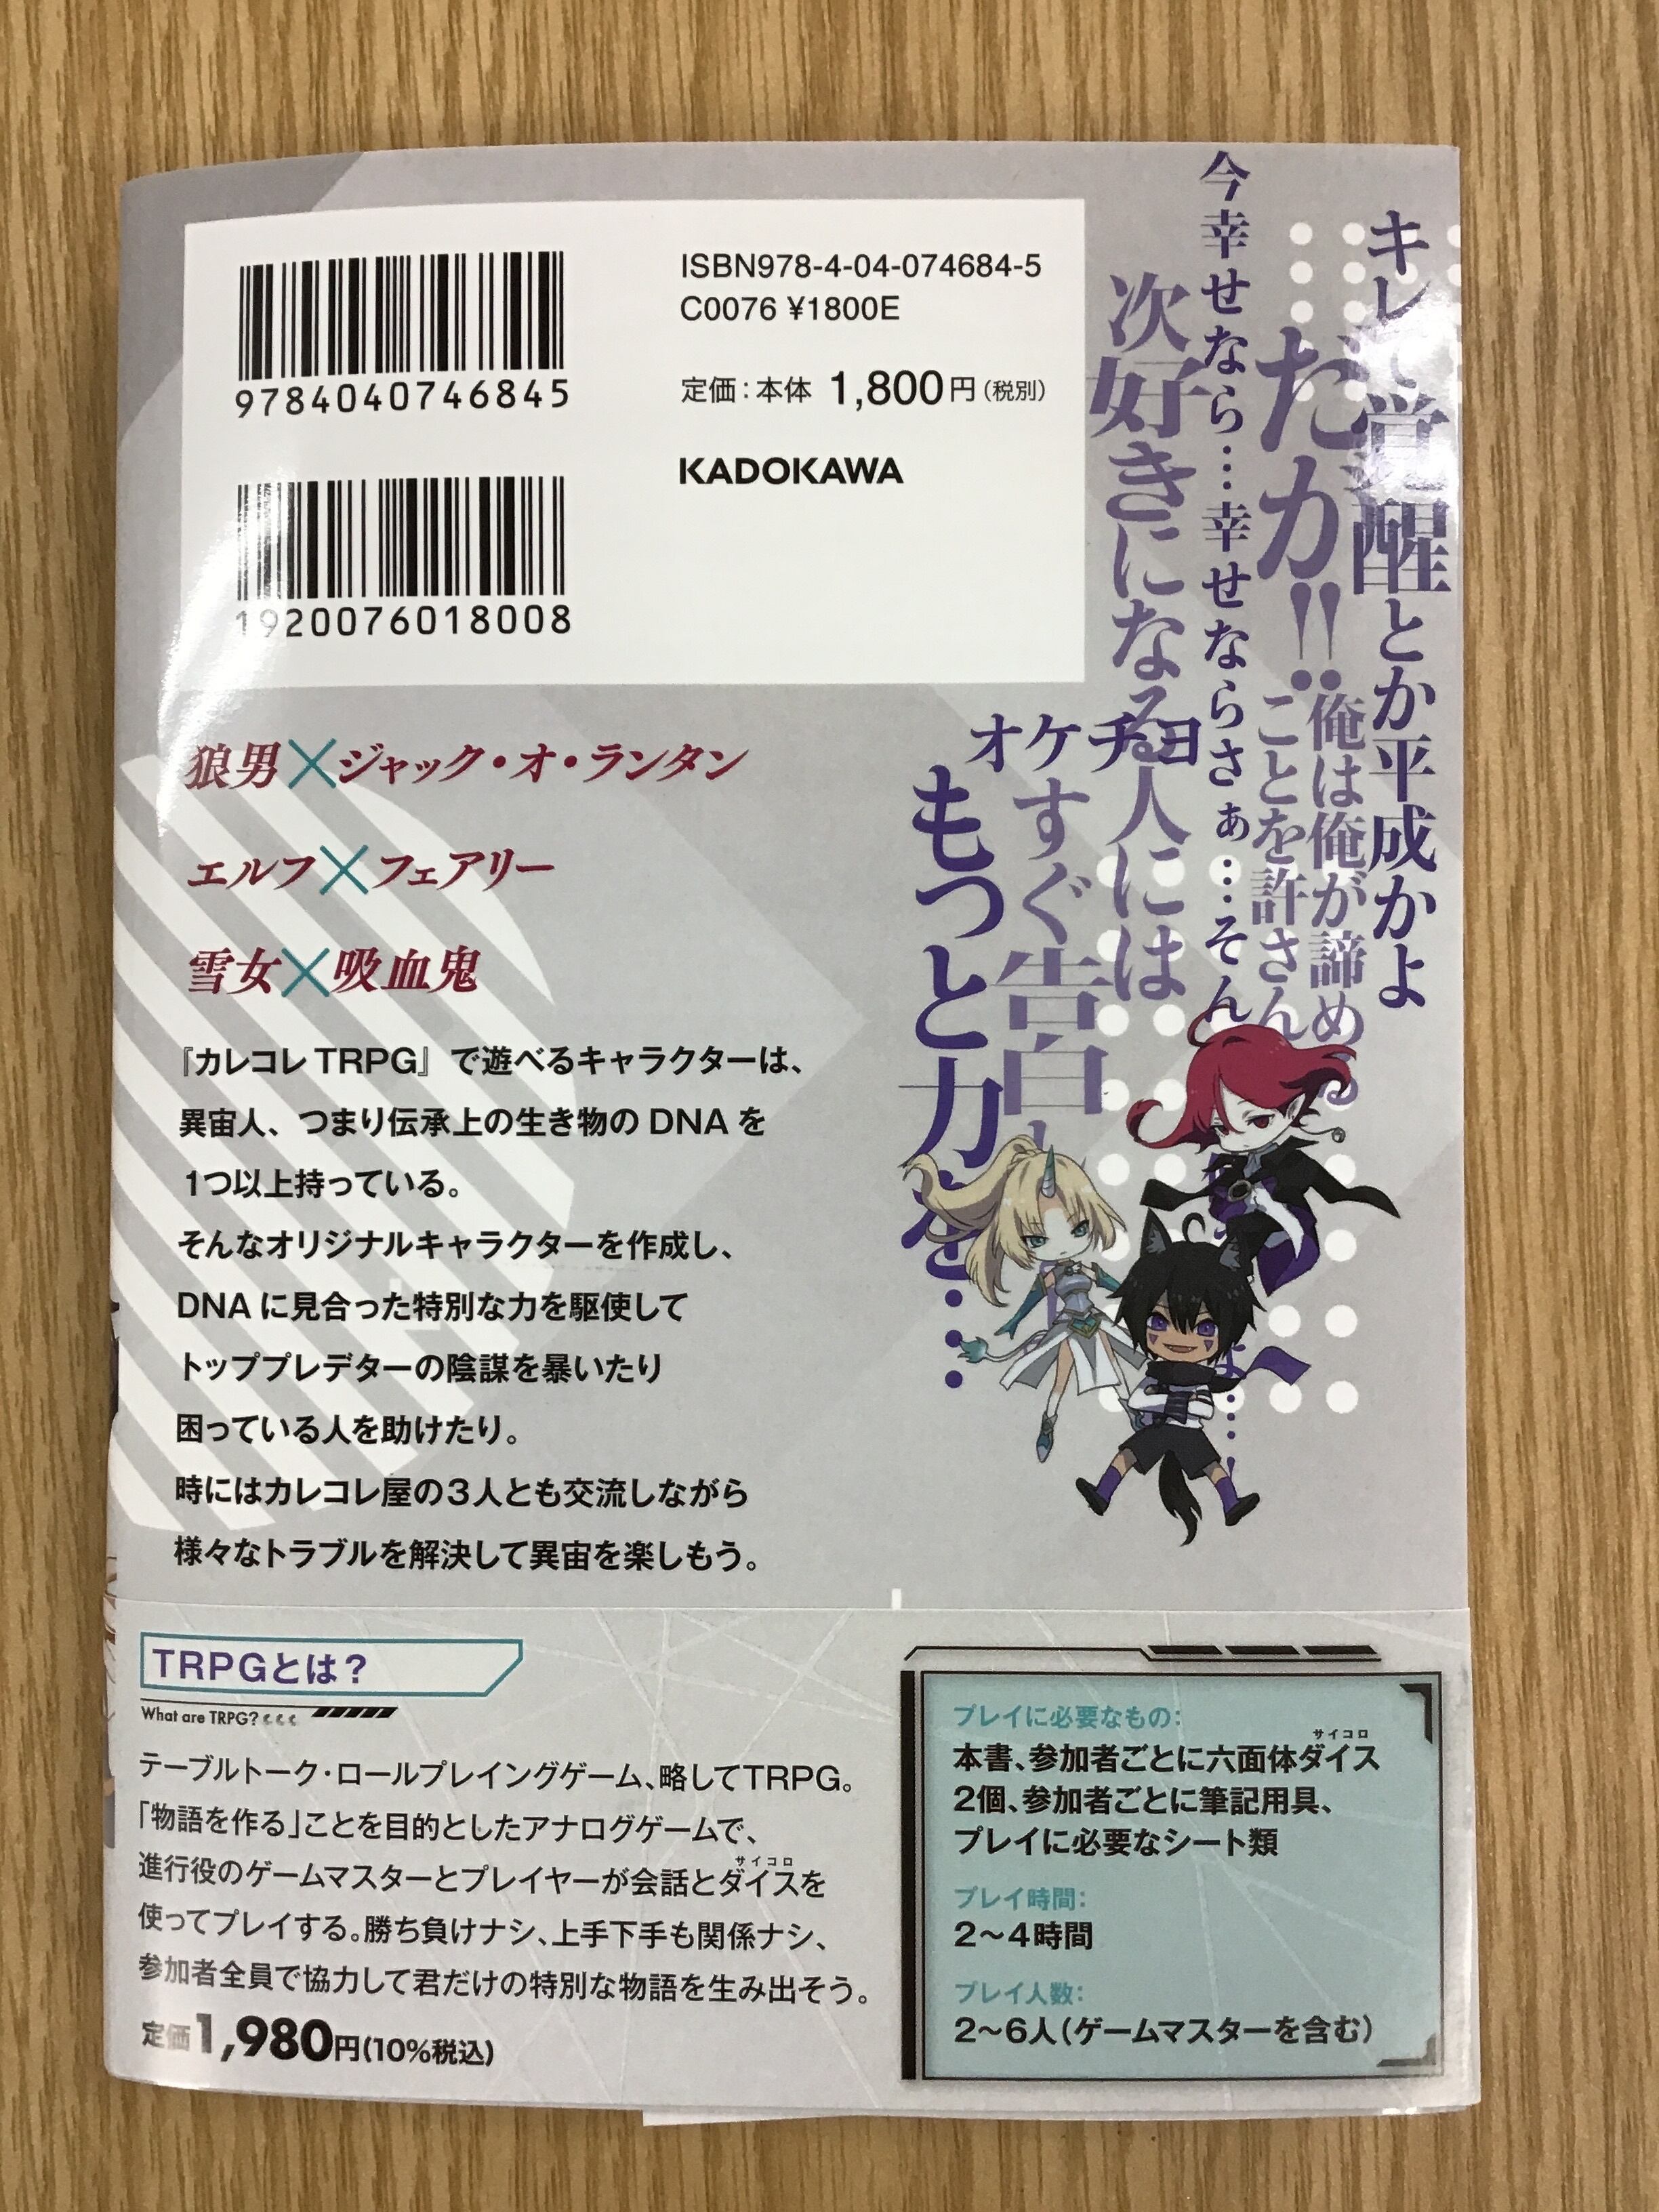 9784040746845
1920076018008
ISBN978-4-04-074684-5
C0076 ¥1800E
定価：本体 1,800円（税別）
KADOKAWA
キレて覚醒とか平成かよ
だカ!!
俺は俺が諦める
ことを許さん
今幸せなら…幸せならさぁ…そん
次好きになる人には
すぐ告白
オケチヨ
もっと力を……
狼男×ジャック・オ・ランタン
エルフ×フェアリー
雪女×吸血鬼
『カレコレTRPG』で遊べるキャラクターは、
異宙人、つまり伝承上の生き物のDNAを
1つ以上持っている。
そんなオリジナルキャラクターを作成し、
DNAに見合った特別な力を駆使して
トッププレデターの陰謀を暴いたり
困っている人を助けたり。
時にはカレコレ屋の3人とも交流しながら
様々なトラブルを解決して異宙を楽しもう。
TRPGとは？
What are TRPG?
テーブルトーク・ロールプレイングゲーム、略してTRPG。
「物語を作る」ことを目的としたアナログゲームで、
サイコロ
進行役のゲームマスターとプレイヤーが会話とダイスを
使ってプレイする。勝ち負けナシ、上手下手も関係ナシ、
参加者全員で協力して君だけの特別な物語を生み出そう。
定価1,980円(10%税込)
プレイに必要なもの：
サイコロ
本書、参加者ごとに六面体ダイス
2個、参加者ごとに筆記用具、
プレイに必要なシート類
プレイ時間：
2〜4時間
プレイ人数：
2〜6人（ゲームマスターを含む）